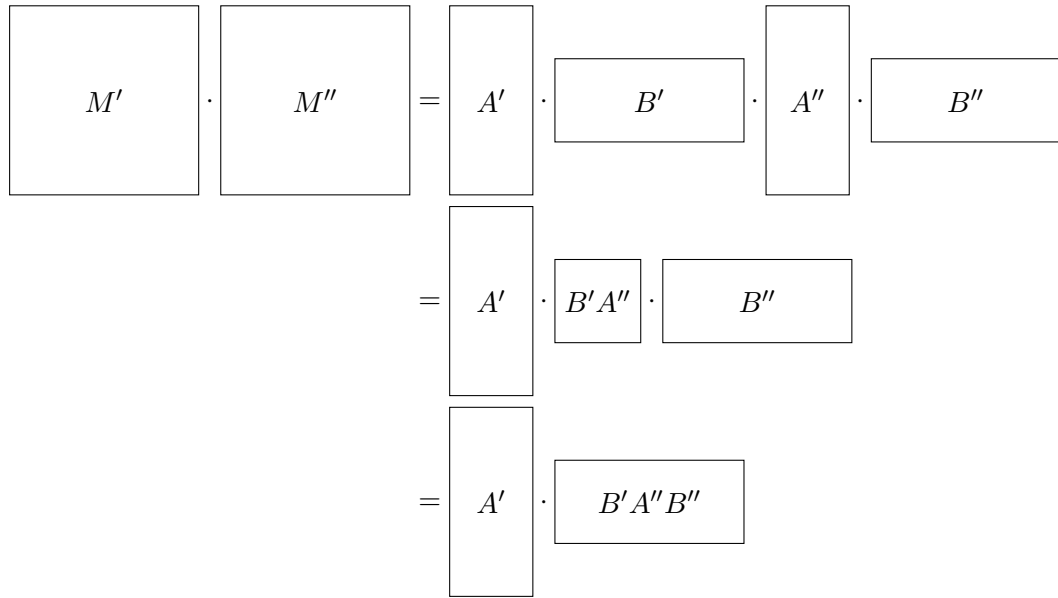 M′ · M′′ = A′ · B′ · A′′ · B′′
= A′ · B′A′′ · B′′
= A′ · B′A′′B′′